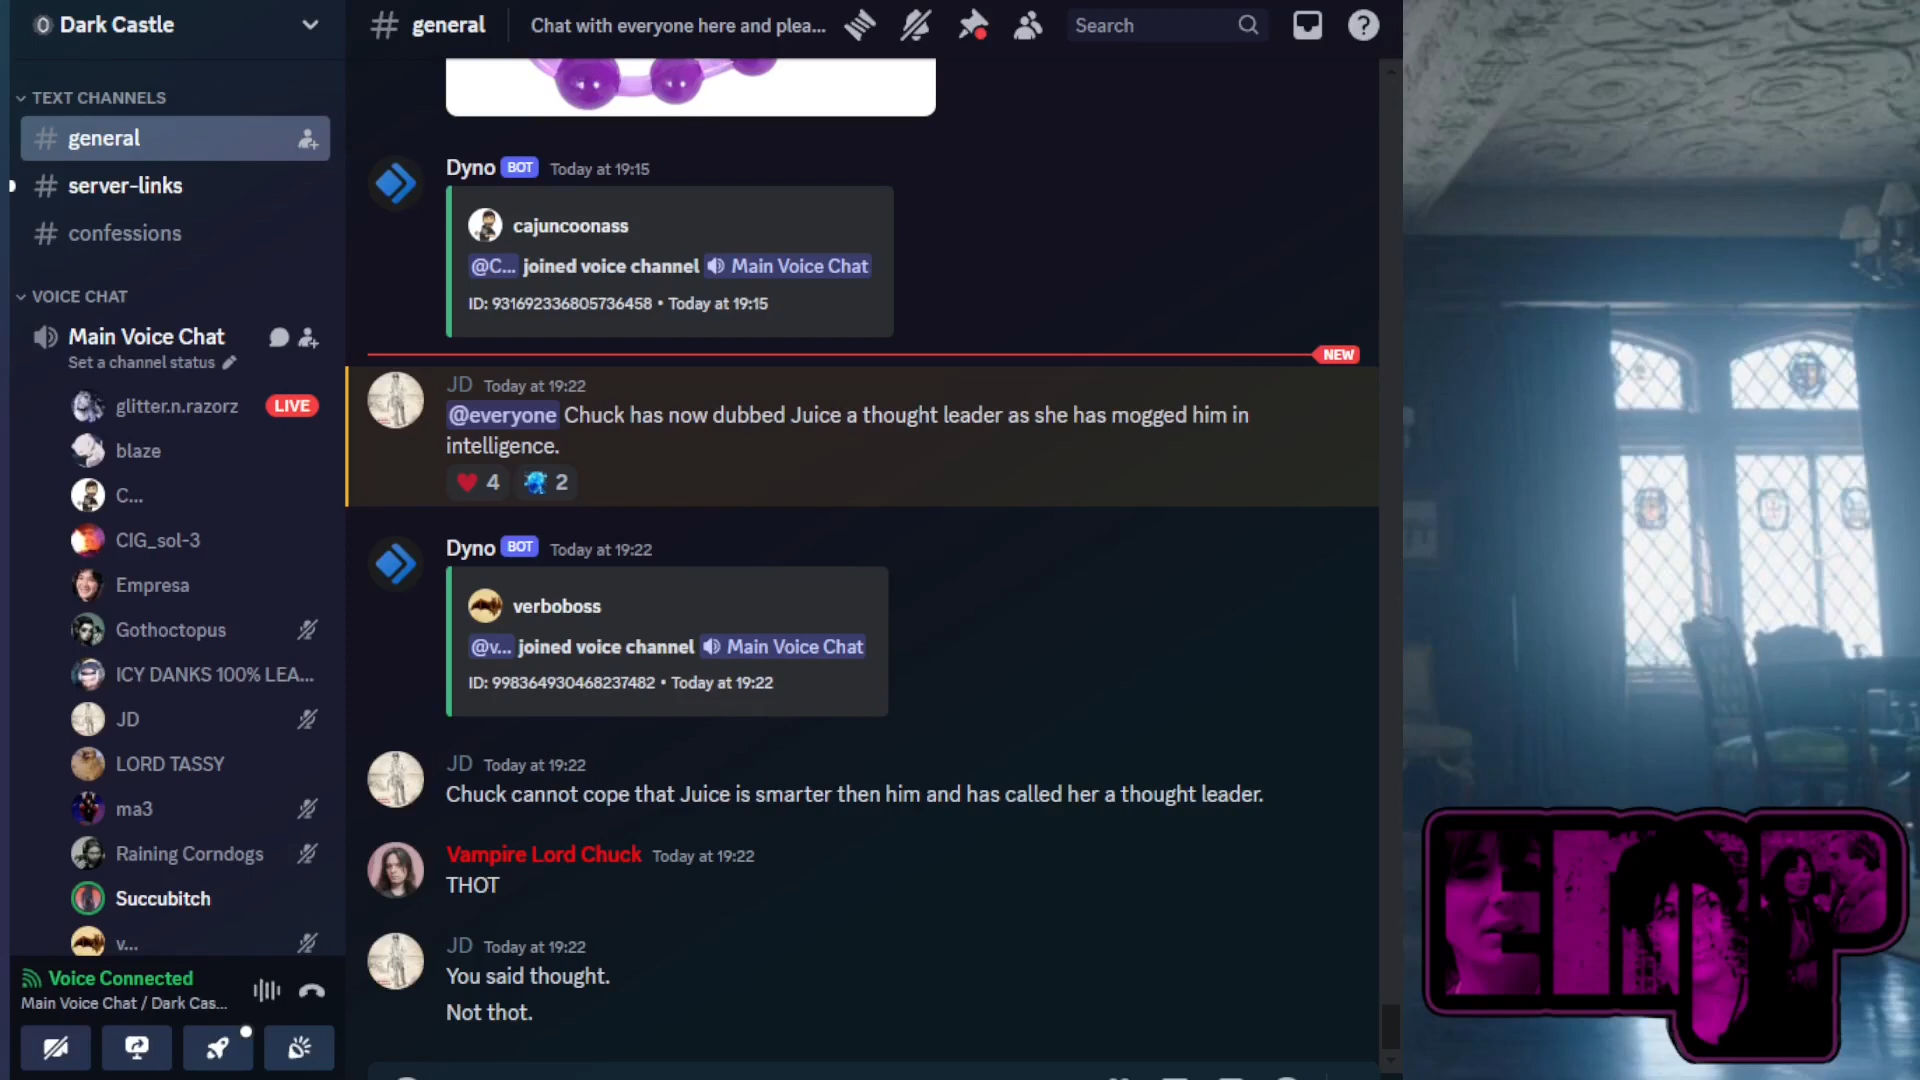 Dark Castle
general
Chat with everyone here and plea...
Search
TEXT CHANNELS
general
server-links
confessions
VOICE CHAT
Main Voice Chat
Set a channel status
glitter.n.razorz
LIVE
blaze
C...
CIG_sol-3
Empresa
Gothoctopus
ICY DANKS 100% LEA...
JD
LORD TASSY
ma3
Raining Corndogs
Succubitch
v...
Voice Connected
Main Voice Chat / Dark Cas...
Dyno BOT Today at 19:15
cajuncoonass
@C... joined voice channel Main Voice Chat
ID: 931692336805736458 • Today at 19:15
NEW
JD Today at 19:22
@everyone Chuck has now dubbed Juice a thought leader as she has mogged him in
intelligence.
4 2
Dyno BOT Today at 19:22
verboboss
@v... joined voice channel Main Voice Chat
ID: 998364930468237482 • Today at 19:22
JD Today at 19:22
Chuck cannot cope that Juice is smarter then him and has called her a thought leader.
Vampire Lord Chuck Today at 19:22
THOT
JD Today at 19:22
You said thought.
Not thot.